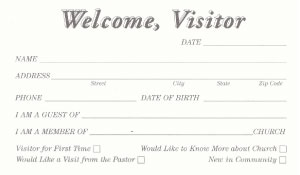 Welcome, Visitor
DATE
NAME
ADDRESS
Street City State Zip Code
PHONE DATE OF BIRTH
I AM A GUEST OF
I AM A MEMBER OF CHURCH
Visitor for First Time Would Like to Know More about Church
Would Like a Visit from the Pastor New in Community